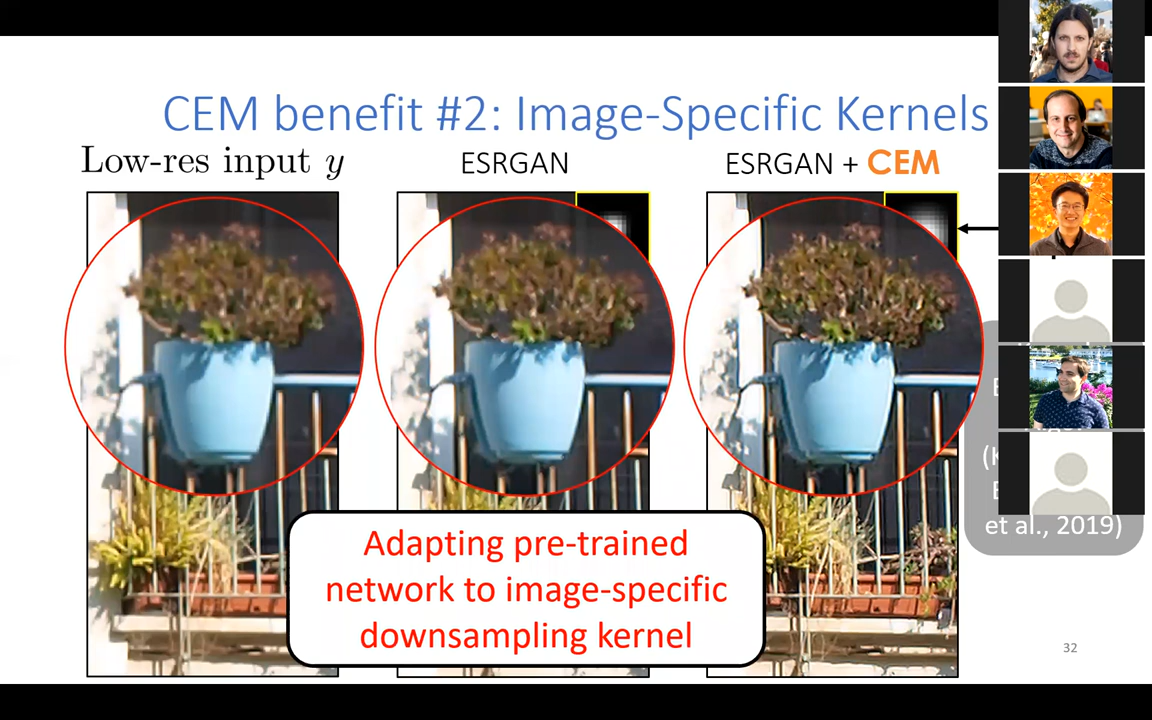 CEM benefit #2: Image-Specific Kernels
Low-res input y
ESRGAN
ESRGAN + CEM
Adapting pre-trained
network to image-specific
downsampling kernel
et al., 2019)
32